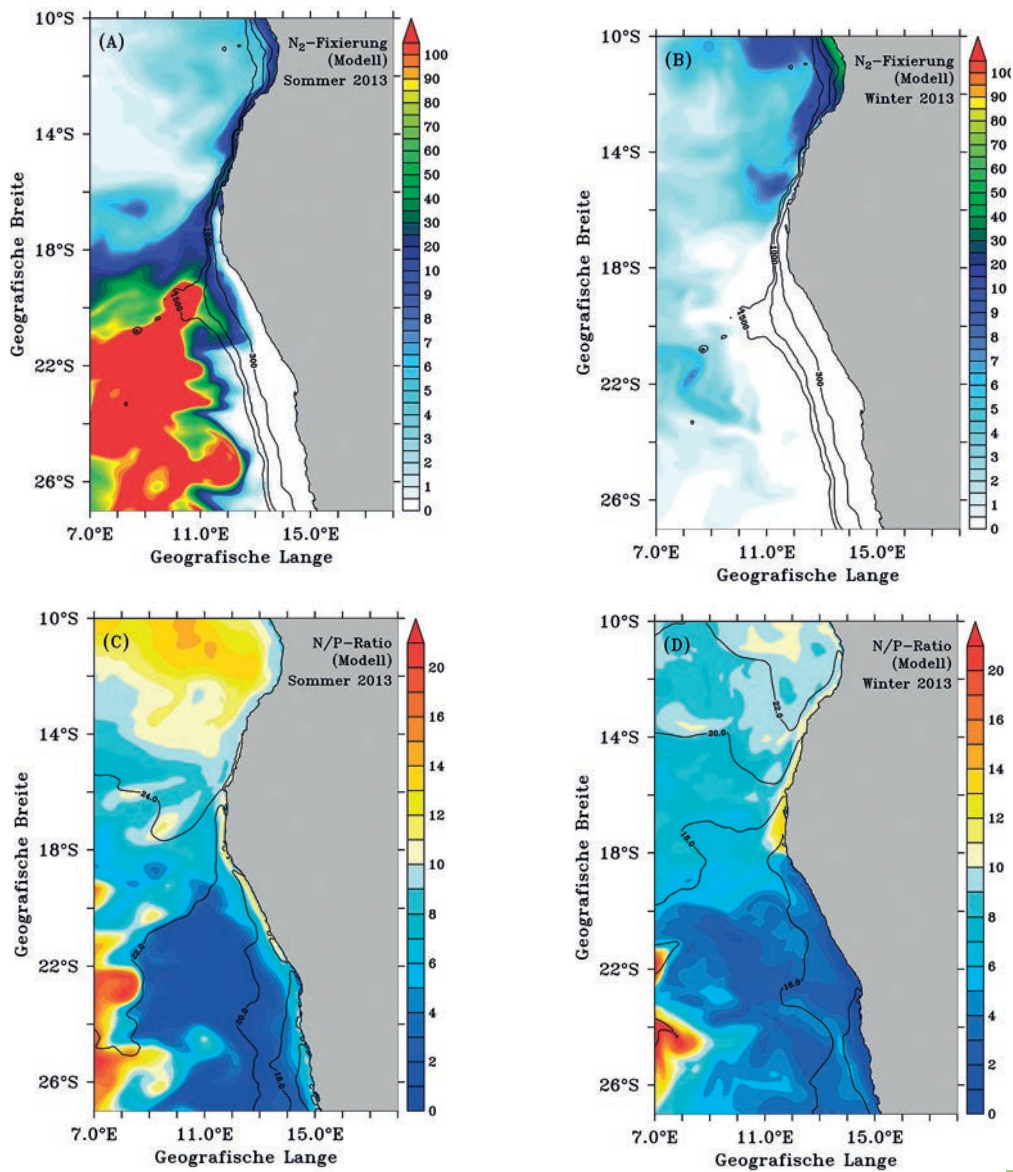 (A)
N₂-Fixierung
(Modell)
Sommer 2013
10°S
14°S
18°S
22°S
26°S
Geografische Breite
7.0°E 11.0°E 15.0°E
Geografische Lange
1000
1500
300
100
90
80
70
60
50
40
30
20
10
9
8
7
6
5
4
3
2
1
0
(B)
N₂-Fixierung
(Modell)
Winter 2013
10°S
14°S
18°S
22°S
26°S
Geografische Breite
7.0°E 11.0°E 15.0°E
Geografische Lange
1000
1500
300
100
90
80
70
60
50
40
30
20
10
9
8
7
6
5
4
3
2
1
0
(C)
N/P-Ratio
(Modell)
Sommer 2013
10°S
14°S
18°S
22°S
26°S
Geografische Breite
7.0°E 11.0°E 15.0°E
Geografische Lange
24.0
22.0
20.0
18.0
20
18
16
14
12
10
8
6
4
2
0
(D)
N/P-Ratio
(Modell)
Winter 2013
10°S
14°S
18°S
22°S
26°S
Geografische Breite
7.0°E 11.0°E 15.0°E
Geografische Lange
22.0
20.0
18.0
16.0
20
18
16
14
12
10
8
6
4
2
0